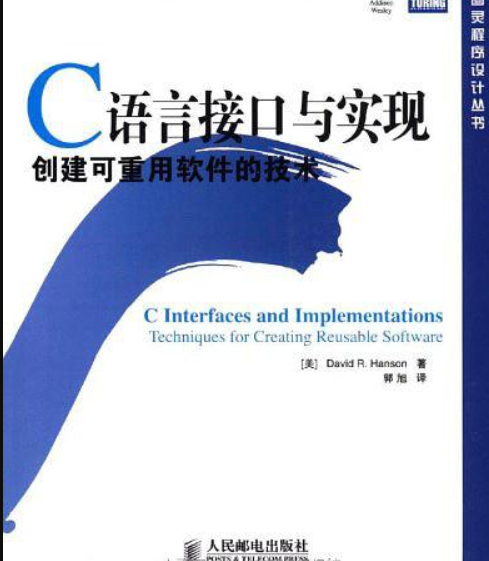 Addison
Wesley
TURING
图灵程序设计丛书
C语言接口与实现
创建可重用软件的技术
C Interfaces and Implementations
Techniques for Creating Reusable Software
[美] David R. Hanson 著
郭旭 译
人民邮电出版社
POSTS & TELECOM PRESS